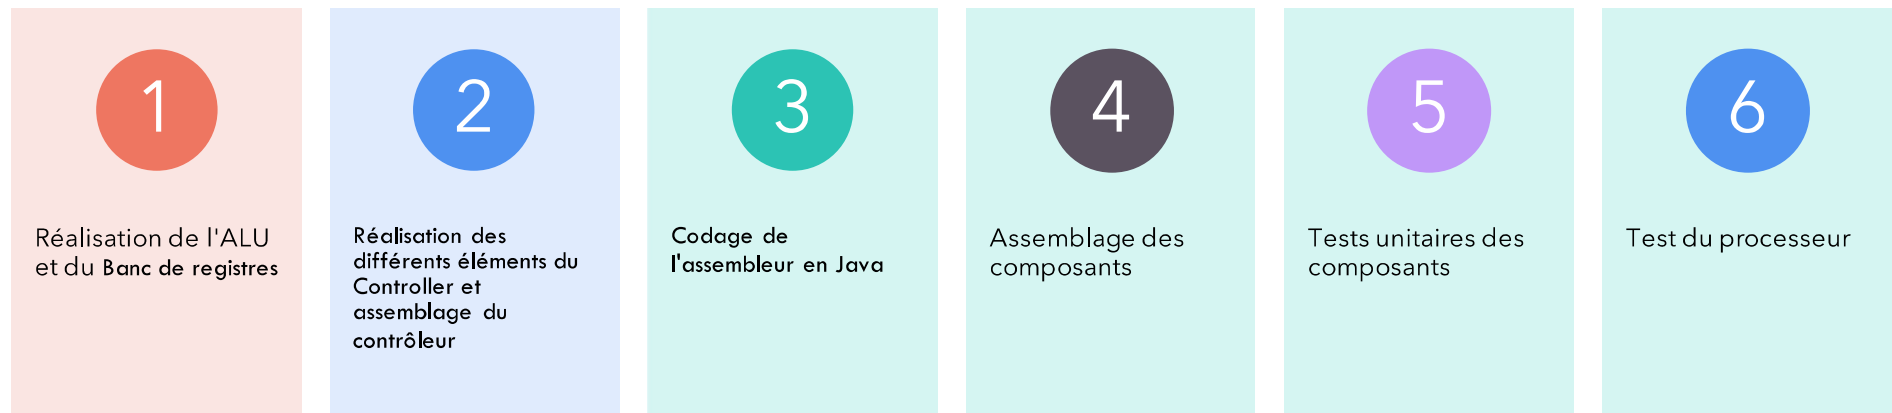 1
Réalisation de l'ALU
et du Banc de registres
2
Réalisation des
différents éléments du
Controller et
assemblage du
contrôleur
3
Codage de
l'assembleur en Java
4
Assemblage des
composants
5
Tests unitaires des
composants
6
Test du processeur